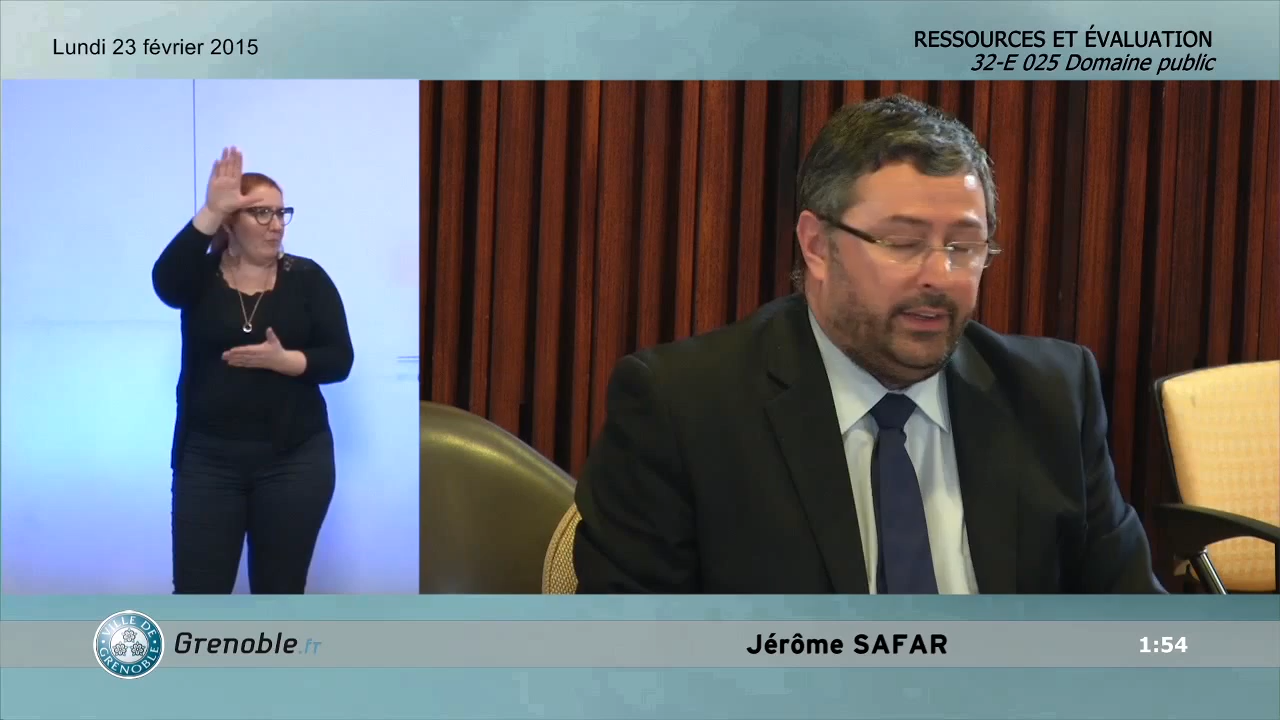 Lundi 23 février 2015
RESSOURCES ET ÉVALUATION
32-E 025 Domaine public
VILLE DE GRENOBLE
Grenoble.fr
Jérôme SAFAR
1:54